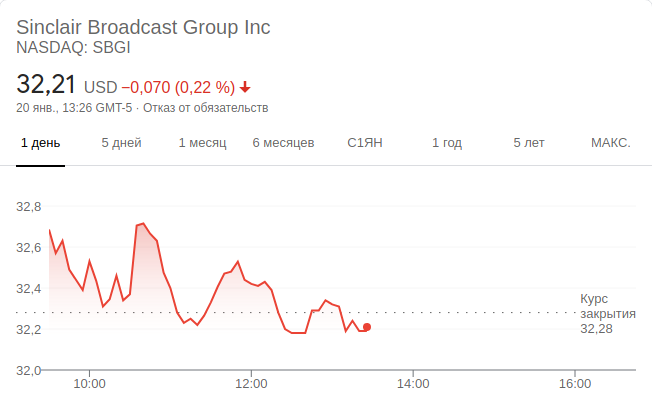 Sinclair Broadcast Group Inc
NASDAQ: SBGI
32,21 USD −0,070 (0,22 %)
20 янв., 13:26 GMT-5 · Отказ от обязательств
1 день 5 дней 1 месяц 6 месяцев С1ЯН 1 год 5 лет МАКС.
32,8
32,6
32,4
Курс
закрытия
32,28
32,2
32,0
10:00 12:00 14:00 16:00